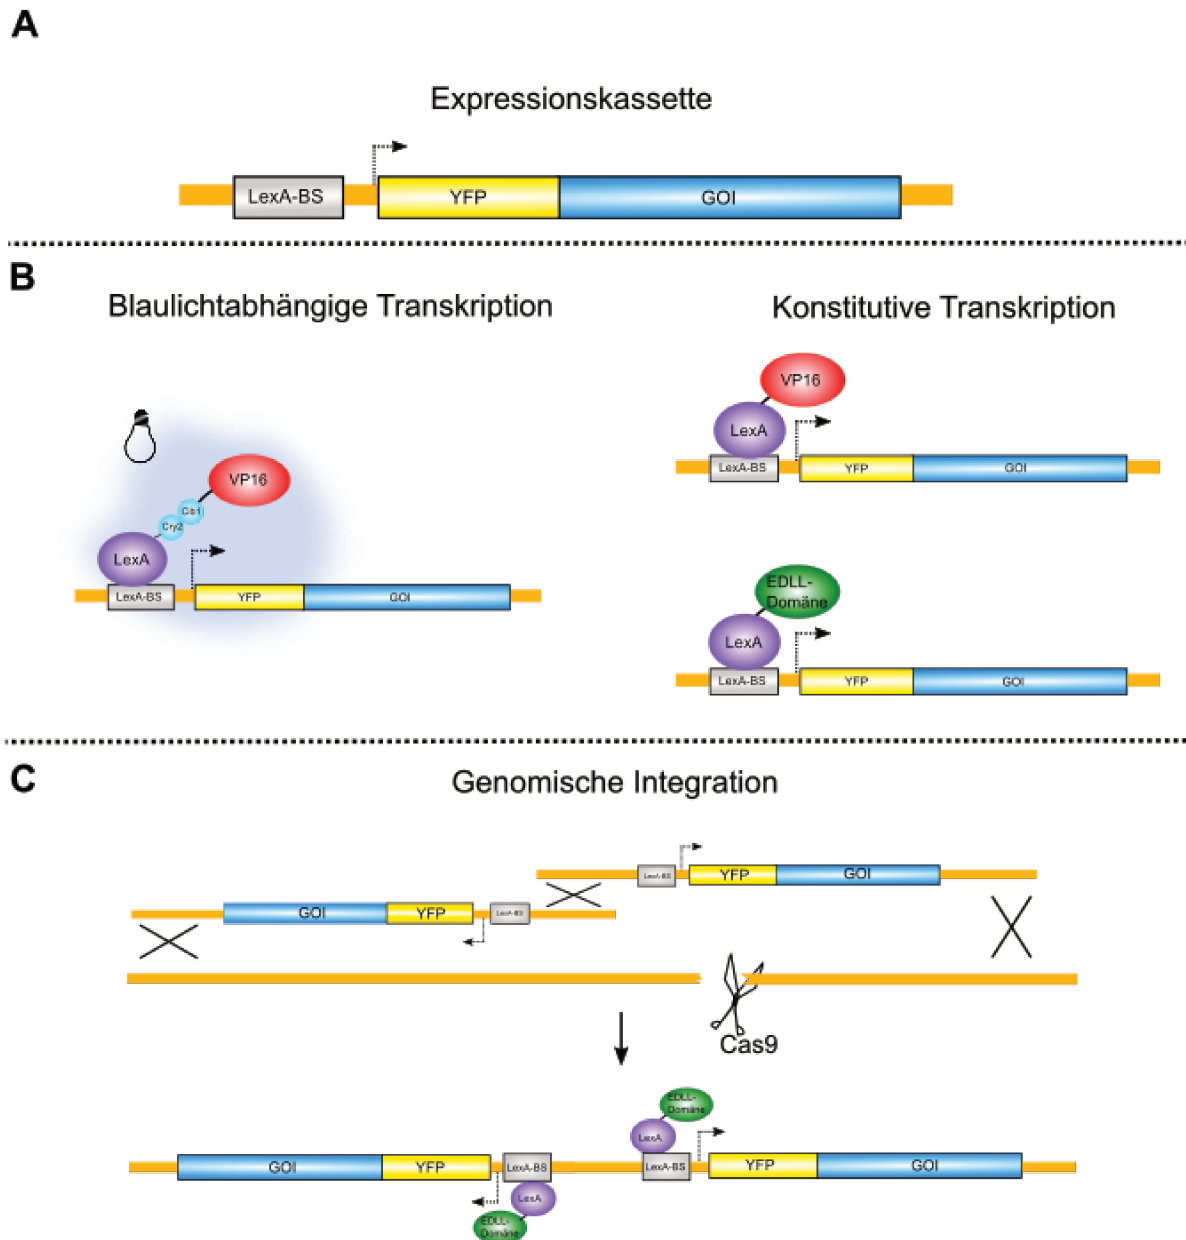 A
Expressionskassette
LexA-BS YFP GOI
B
Blaulichtabhängige Transkription
Konstitutive Transkription
VP16
Cib1
Cry2
LexA
LexA-BS YFP GOI
VP16
LexA
LexA-BS YFP GOI
EDLL-
Domäne
LexA
LexA-BS YFP GOI
C
Genomische Integration
LexA-BS YFP GOI
GOI YFP LexA-BS
Cas9
EDLL-
Domäne
LexA
GOI YFP LexA-BS LexA-BS YFP GOI
LexA
EDLL-
Domäne